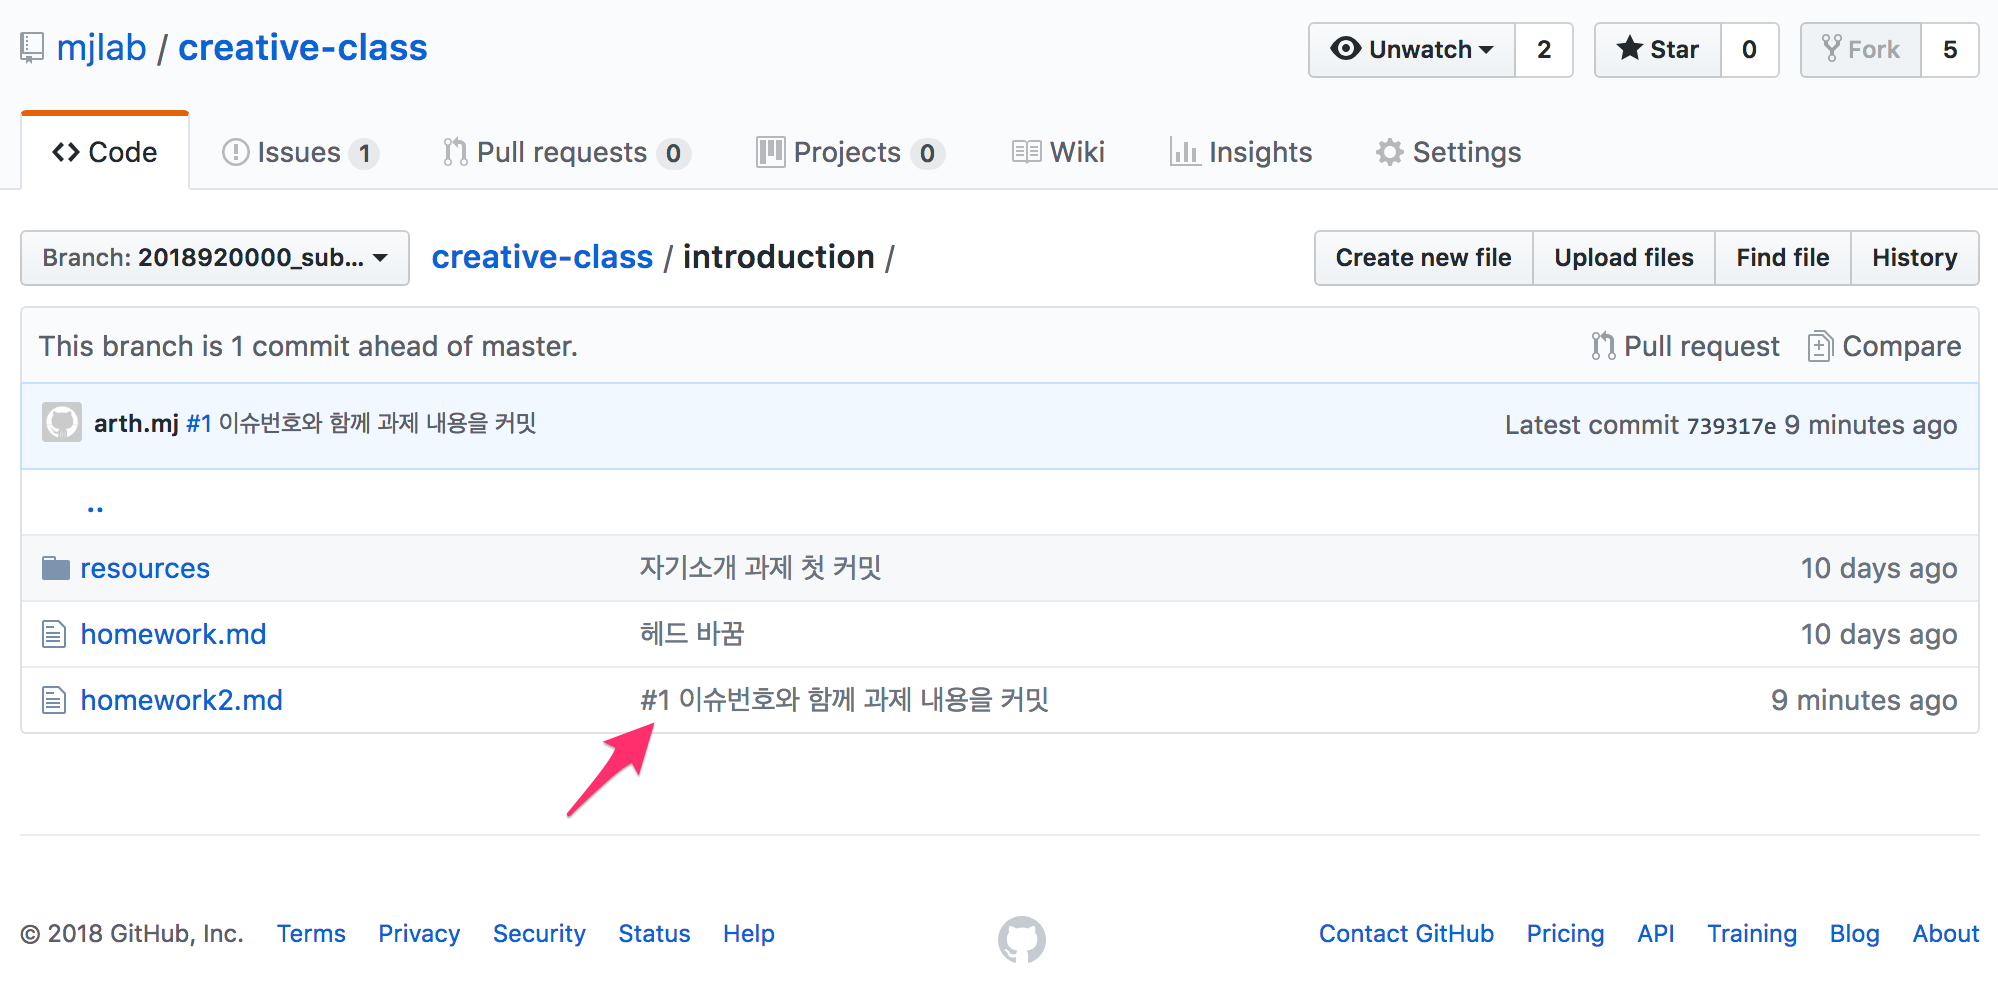 mjlab / creative-class
Unwatch 2 Star 0 Fork 5
Code Issues 1 Pull requests 0 Projects 0 Wiki Insights Settings
Branch: 2018920000_sub... creative-class / introduction /
Create new file Upload files Find file History
This branch is 1 commit ahead of master.
Pull request Compare
arth.mj #1 이슈번호와 함께 과제 내용을 커밋
Latest commit 739317e 9 minutes ago
..
resources 자기소개 과제 첫 커밋 10 days ago
homework.md 헤드 바꿈 10 days ago
homework2.md #1 이슈번호와 함께 과제 내용을 커밋 9 minutes ago
© 2018 GitHub, Inc. Terms Privacy Security Status Help
Contact GitHub Pricing API Training Blog About